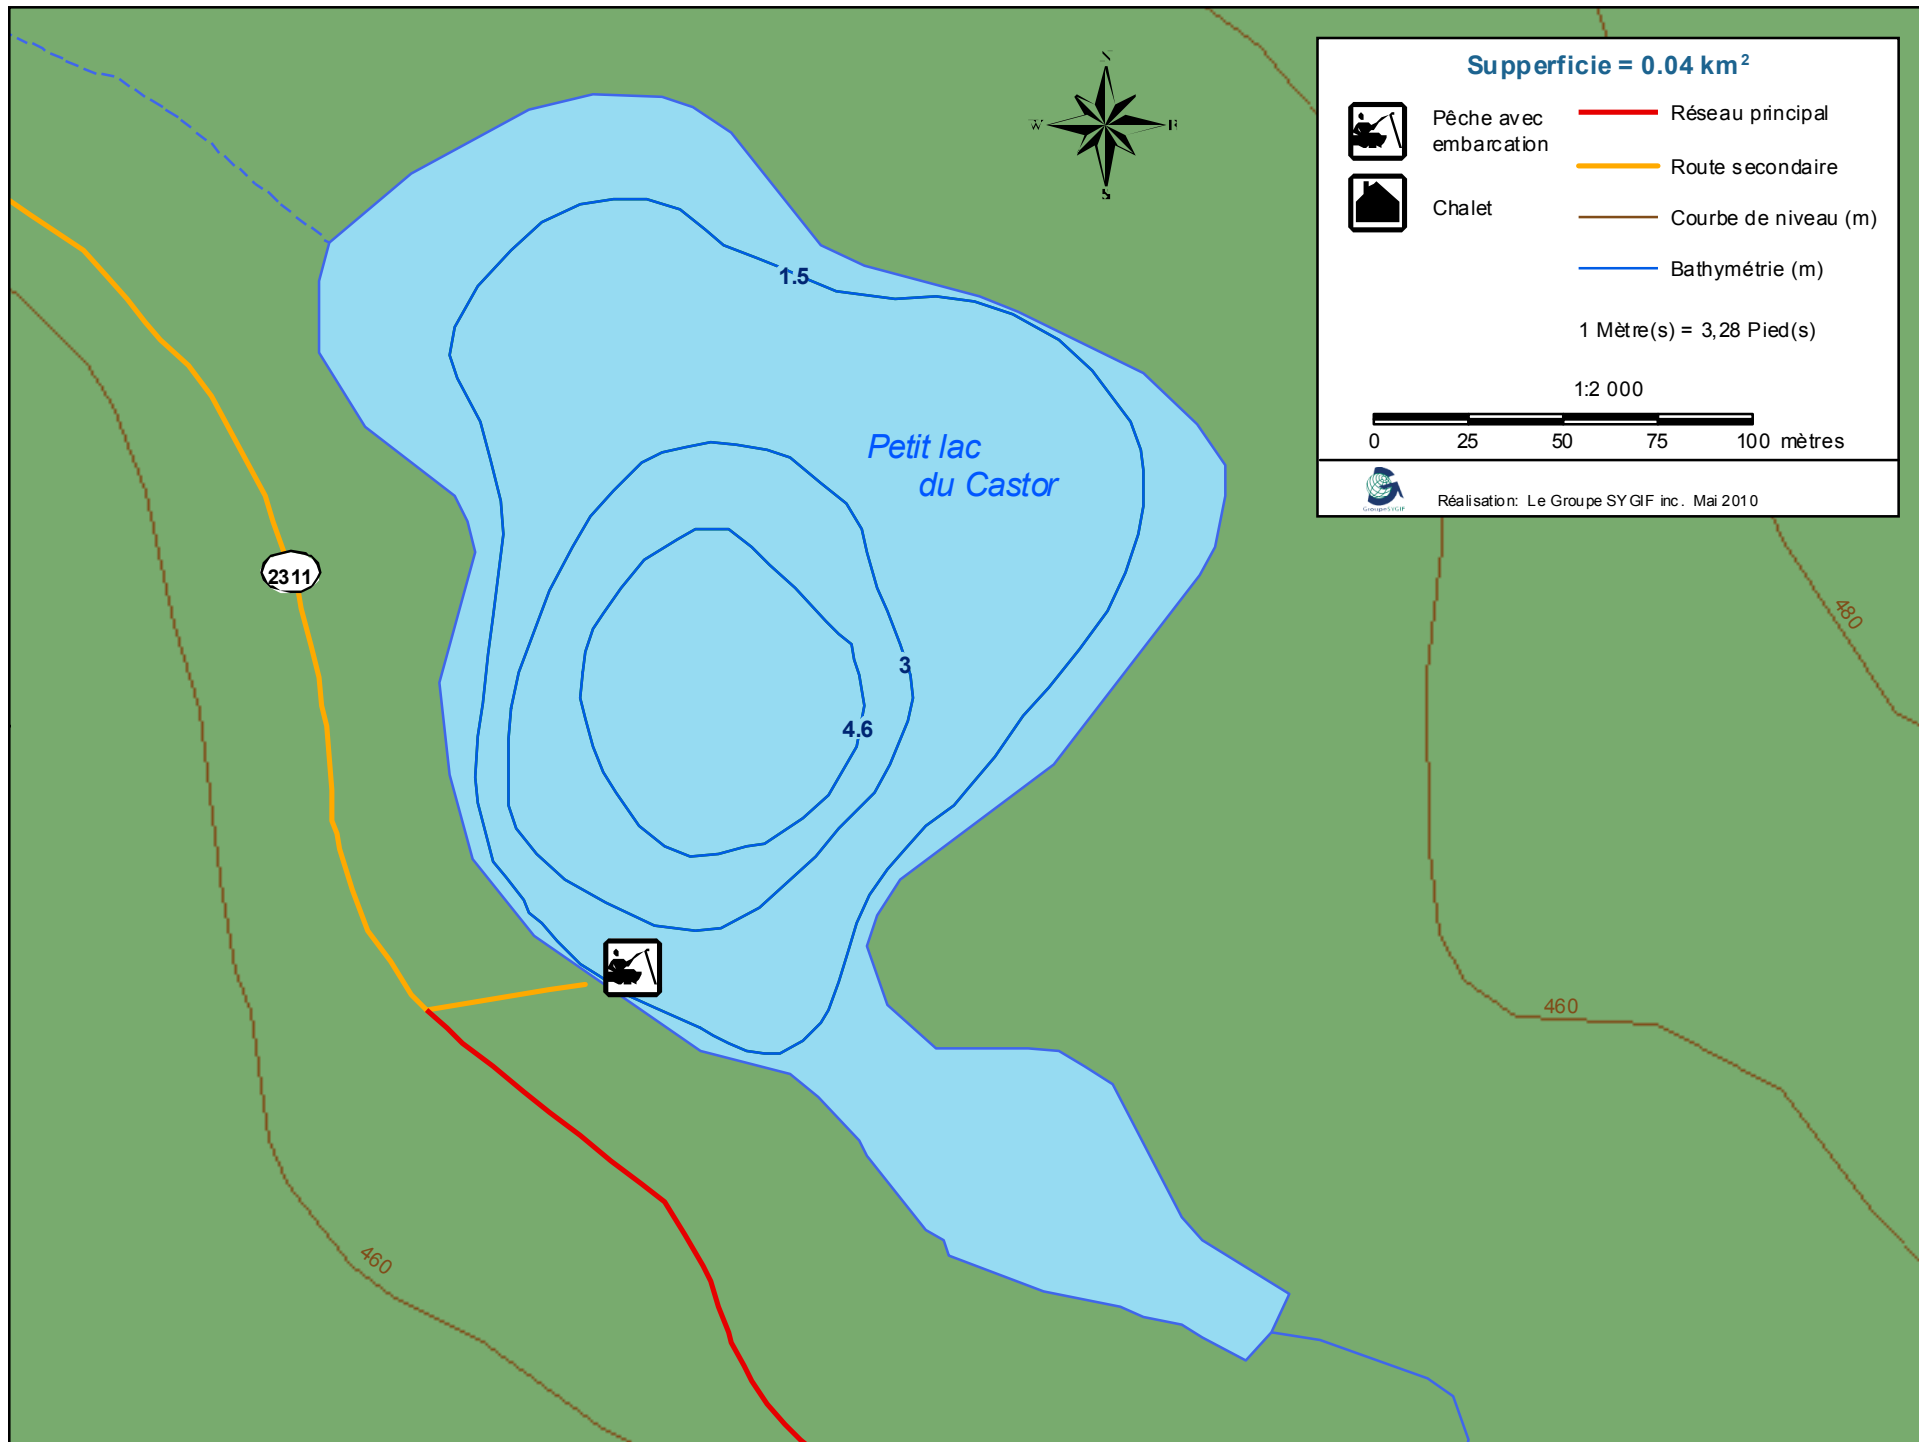 N
W
E
S
Supperficie = 0.04 km²
Pêche avec
embarcation
Chalet
Réseau principal
Route secondaire
Courbe de niveau (m)
Bathymétrie (m)
1 Mètre(s) = 3,28 Pied(s)
1:2 000
0 25 50 75 100 mètres
GroupeSYGIF
Réalisation: Le Groupe SYGIF inc. Mai 2010
1.5
Petit lac
du Castor
2311
480
3
4.6
460
460